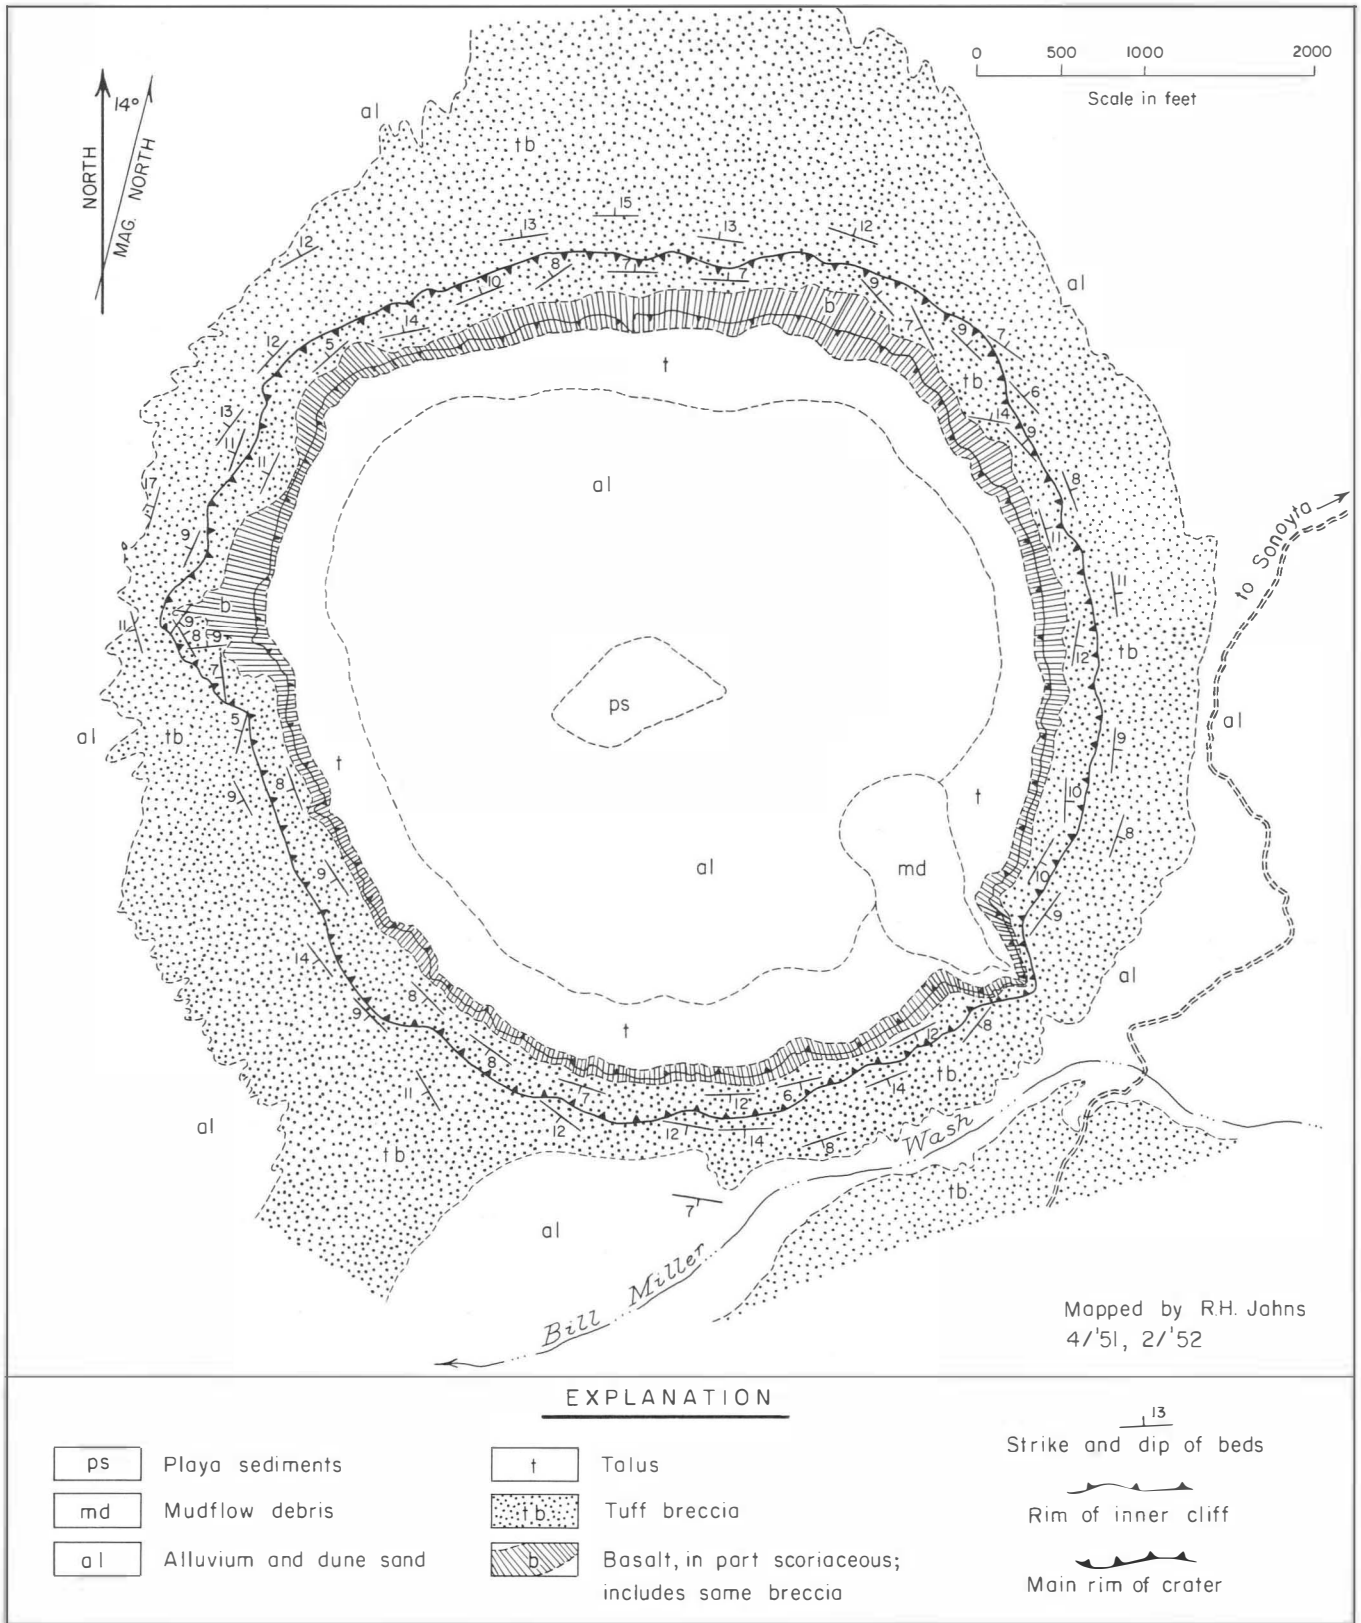 0 500 1000 2000
Scale in feet
NORTH
14°
MAG. NORTH
al
tb
15
13
13
12
12
al
8
7
7
9
10
b
14
7
9
7
12
5
t
tb
6
13
14
9
11
11
al
8
17
to Sonoyta
9
11
11
b
11
9
8
9
12
tb
7
ps
5
al
al
tb
9
t
8
t
10
9
8
al
md
9
10
9
14
al
8
9
t
12
8
8
tb
11
7
12
6
14
al
12
12
14
8
Wash
tb
tb
7
al
Miller
Bill
Mapped by R.H. Jahns
4/'51, 2/'52
EXPLANATION
ps Playa sediments
md Mudflow debris
al Alluvium and dune sand
t Talus
tb Tuff breccia
b Basalt, in part scoriaceous;
includes some breccia
13
Strike and dip of beds
Rim of inner cliff
Main rim of crater